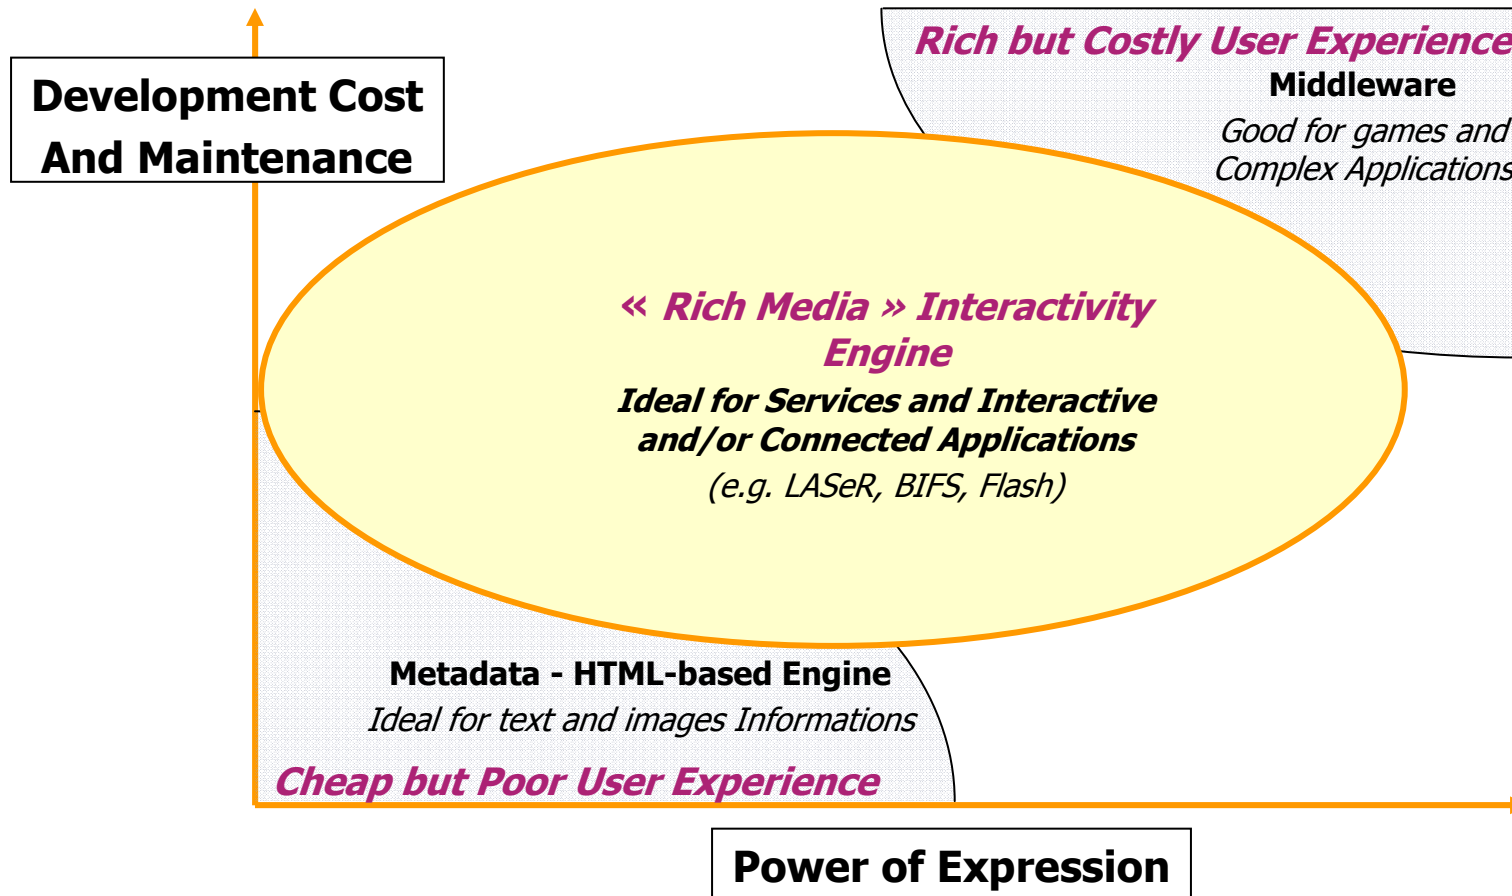 Rich but Costly User Experience
Middleware
Good for games and
Complex Applications
Development Cost
And Maintenance
« Rich Media » Interactivity
Engine
Ideal for Services and Interactive
and/or Connected Applications
(e.g. LASeR, BIFS, Flash)
Metadata - HTML-based Engine
Ideal for text and images Informations
Cheap but Poor User Experience
Power of Expression